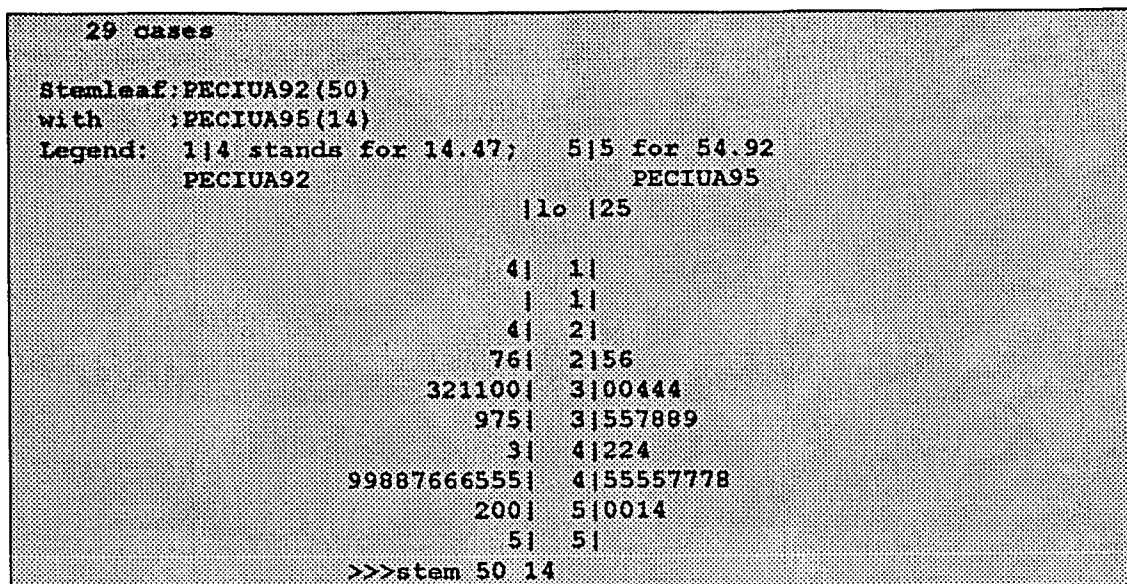 29 cases
Stemleaf:PECIUA92(50)
with :PECIUA95(14)
Legend: 1|4 stands for 14.47; 5|5 for 54.92
PECIUA92 PECIUA95
|lo |25
4| 1|
| 1|
4| 2|
76| 2|56
321100| 3|00444
975| 3|557889
3| 4|224
99887666555| 4|55557778
200| 5|0014
5| 5|
>>>stem 50 14